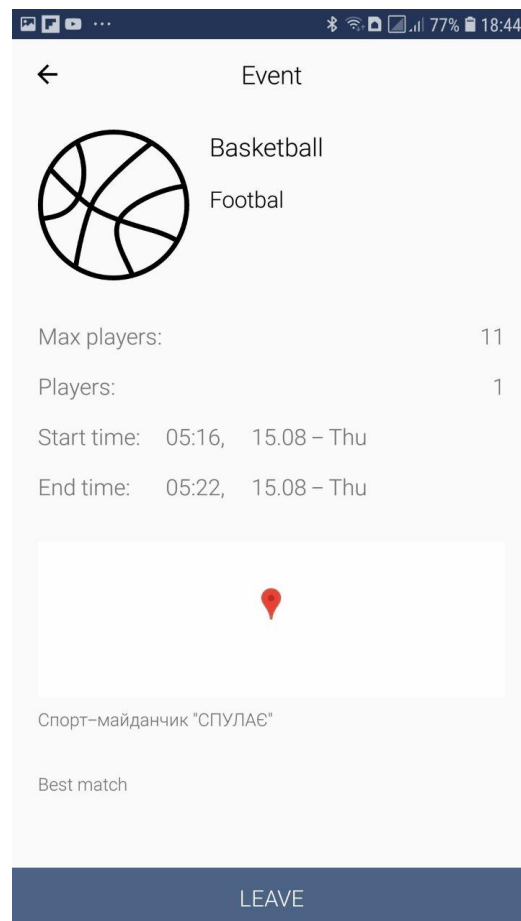 77% 18:44
Event
Basketball
Footbal
Max players: 11
Players: 1
Start time: 05:16, 15.08 – Thu
End time: 05:22, 15.08 – Thu
Спорт–майданчик "СПУЛАЄ"
Best match
LEAVE